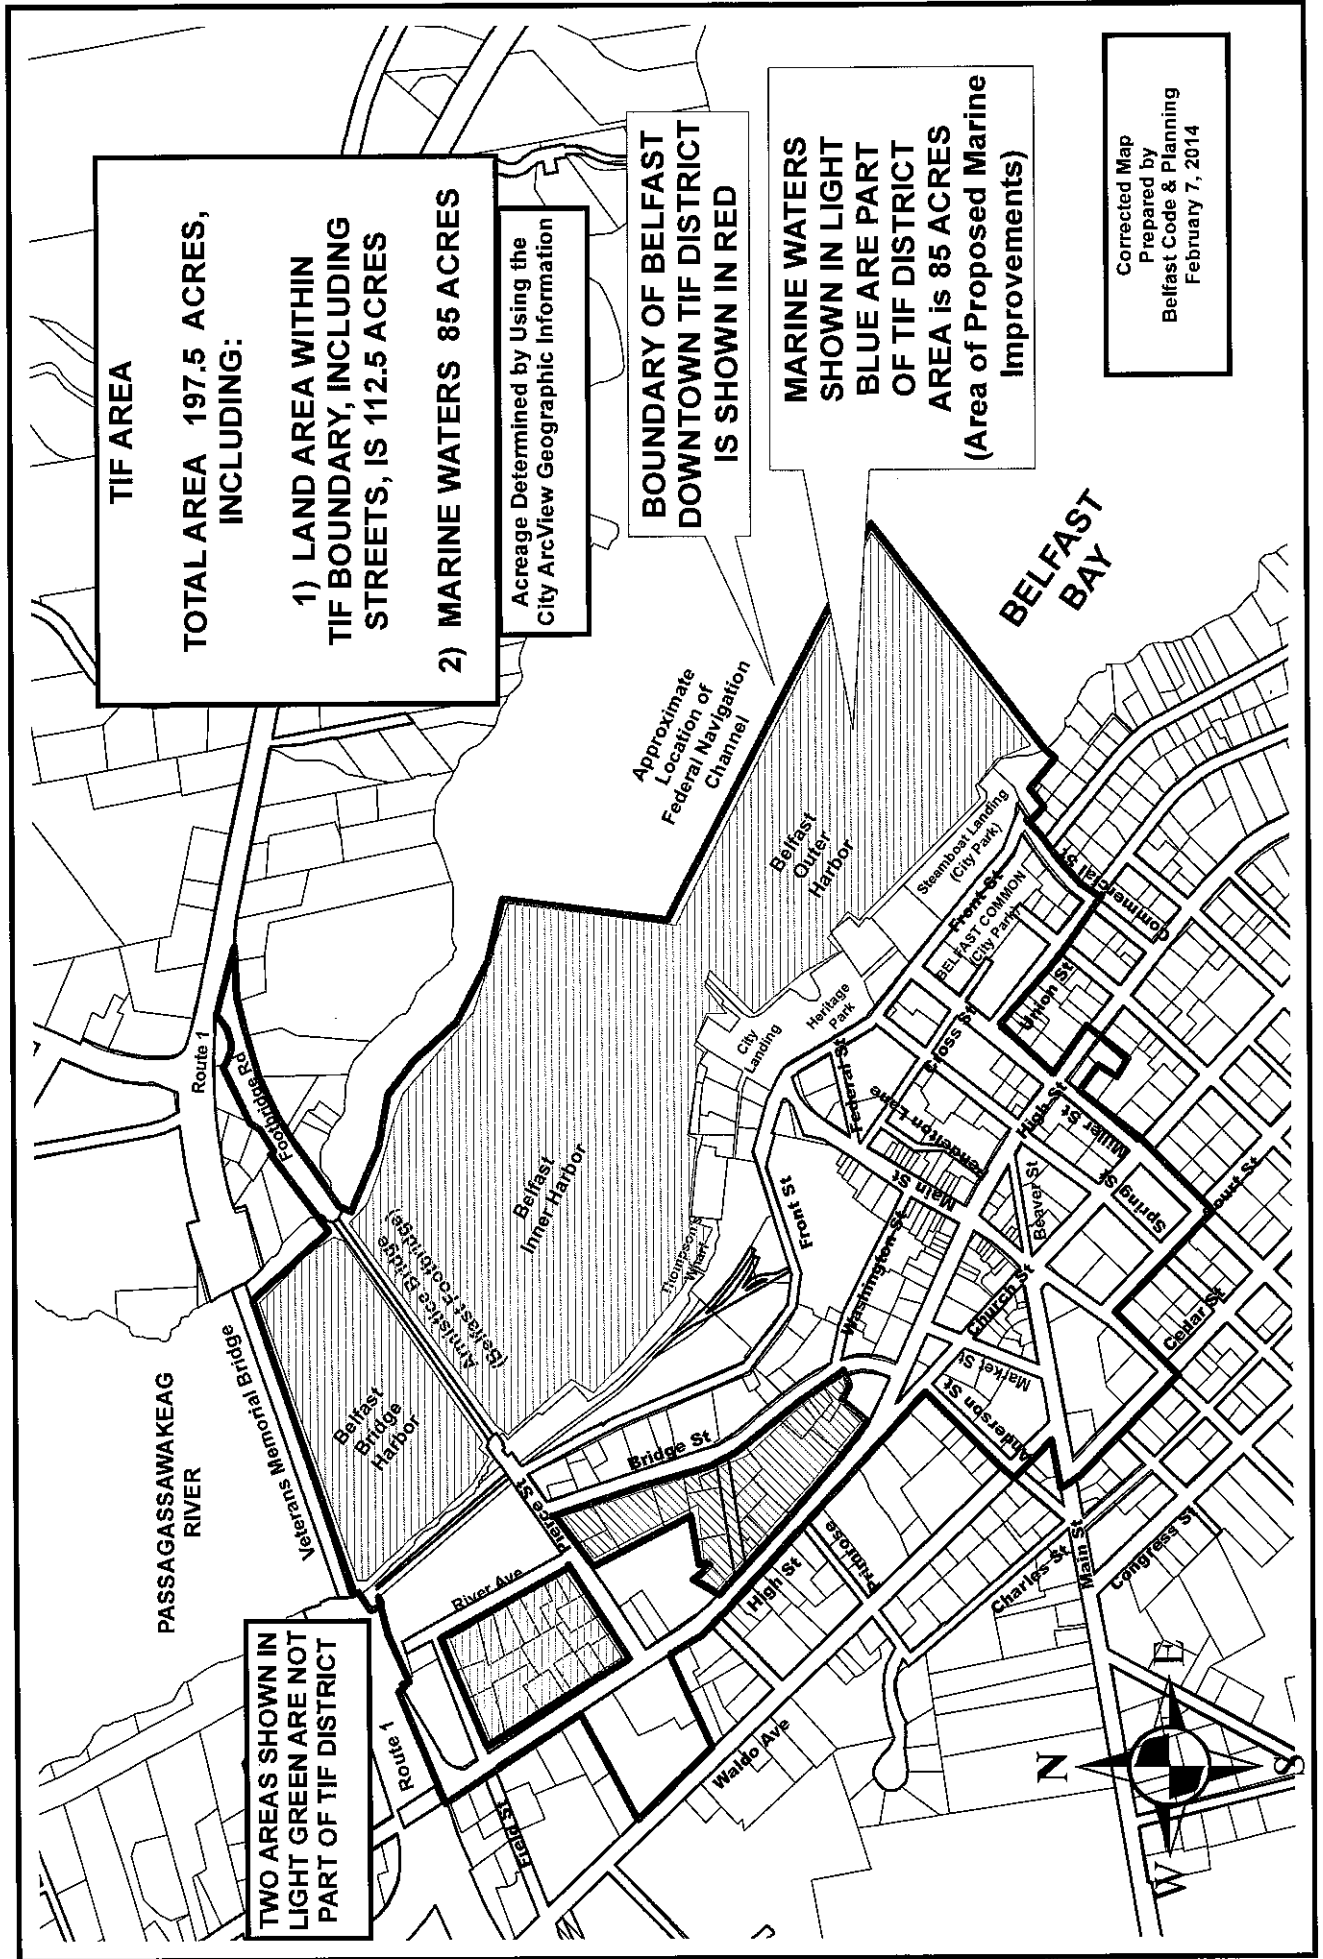 TIF AREA
TOTAL AREA 197.5 ACRES,
INCLUDING:
1) LAND AREA WITHIN
TIF BOUNDARY, INCLUDING
STREETS, IS 112.5 ACRES
2) MARINE WATERS 85 ACRES
Acreage Determined by Using the
City ArcView Geographic Information
BOUNDARY OF BELFAST
DOWNTOWN TIF DISTRICT
IS SHOWN IN RED
MARINE WATERS
SHOWN IN LIGHT
BLUE ARE PART
OF TIF DISTRICT
AREA is 85 ACRES
(Area of Proposed Marine
Improvements)
Corrected Map
Prepared by
Belfast Code & Planning
February 7, 2014
TWO AREAS SHOWN IN
LIGHT GREEN ARE NOT
PART OF TIF DISTRICT
PASSAGASSAWAKEAG
RIVER
Veterans Memorial Bridge
Route 1
Footbridge Rd
Belfast
Bridge
Harbor
Armistice Bridge
(Belfast Footbridge)
Belfast
Inner Harbor
Approximate
Location of
Federal Navigation
Channel
Belfast
Outer
Harbor
BELFAST
BAY
Thompson's
Wharf
City
Landing
Heritage
Park
Steamboat Landing
(City Park)
Front St
BELFAST COMMON
(City Park)
Commercial St
Union St
Cross St
Federal St
Pendelton Lane
High St
Miller St
Main St
Front St
Washington St
Beaver St
Spring St
Court St
Church St
Cedar St
Market St
Anderson St
Bridge St
Pierce St
River Ave
Route 1
Field St
High St
Primrose
Waldo Ave
Charles St
Main St
Congress St
N
W
E
S